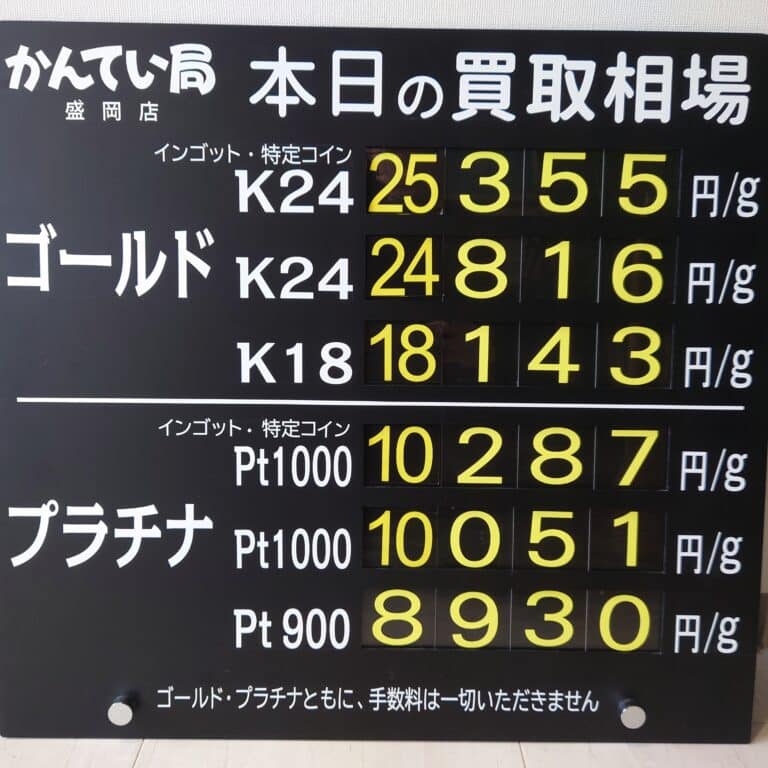 かんてい局 本日の買取相場
盛岡店
インゴット・特定コイン
K24 25355 円/g
ゴールド K24 24816 円/g
K18 18143 円/g
インゴット・特定コイン
Pt1000 10287 円/g
プラチナ Pt1000 10051 円/g
Pt900 8930 円/g
ゴールド・プラチナともに、手数料は一切いただきません